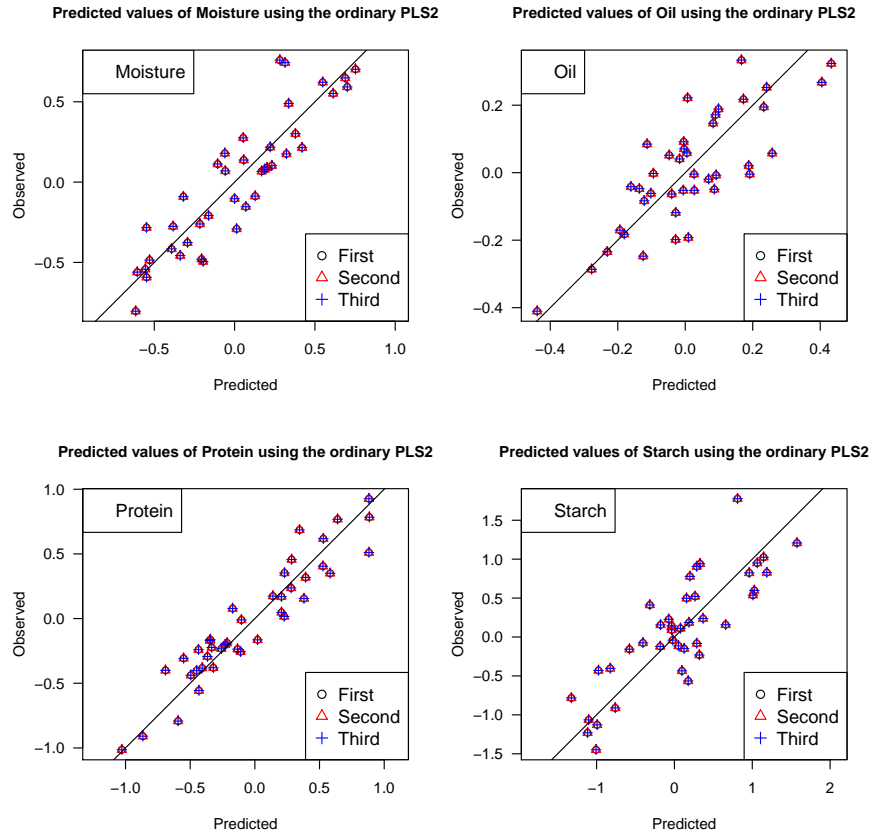 Predicted values of Moisture using the ordinary PLS2
Moisture
Observed
0.5
0.0
−0.5
First
Second
Third
−0.5 0.0 0.5 1.0
Predicted
Predicted values of Oil using the ordinary PLS2
Oil
Observed
0.2
0.0
−0.2
−0.4
First
Second
Third
−0.4 −0.2 0.0 0.2 0.4
Predicted
Predicted values of Protein using the ordinary PLS2
Protein
Observed
1.0
0.5
0.0
−0.5
−1.0
First
Second
Third
−1.0 −0.5 0.0 0.5 1.0
Predicted
Predicted values of Starch using the ordinary PLS2
Starch
Observed
1.5
1.0
0.5
0.0
−0.5
−1.0
−1.5
First
Second
Third
−1 0 1 2
Predicted